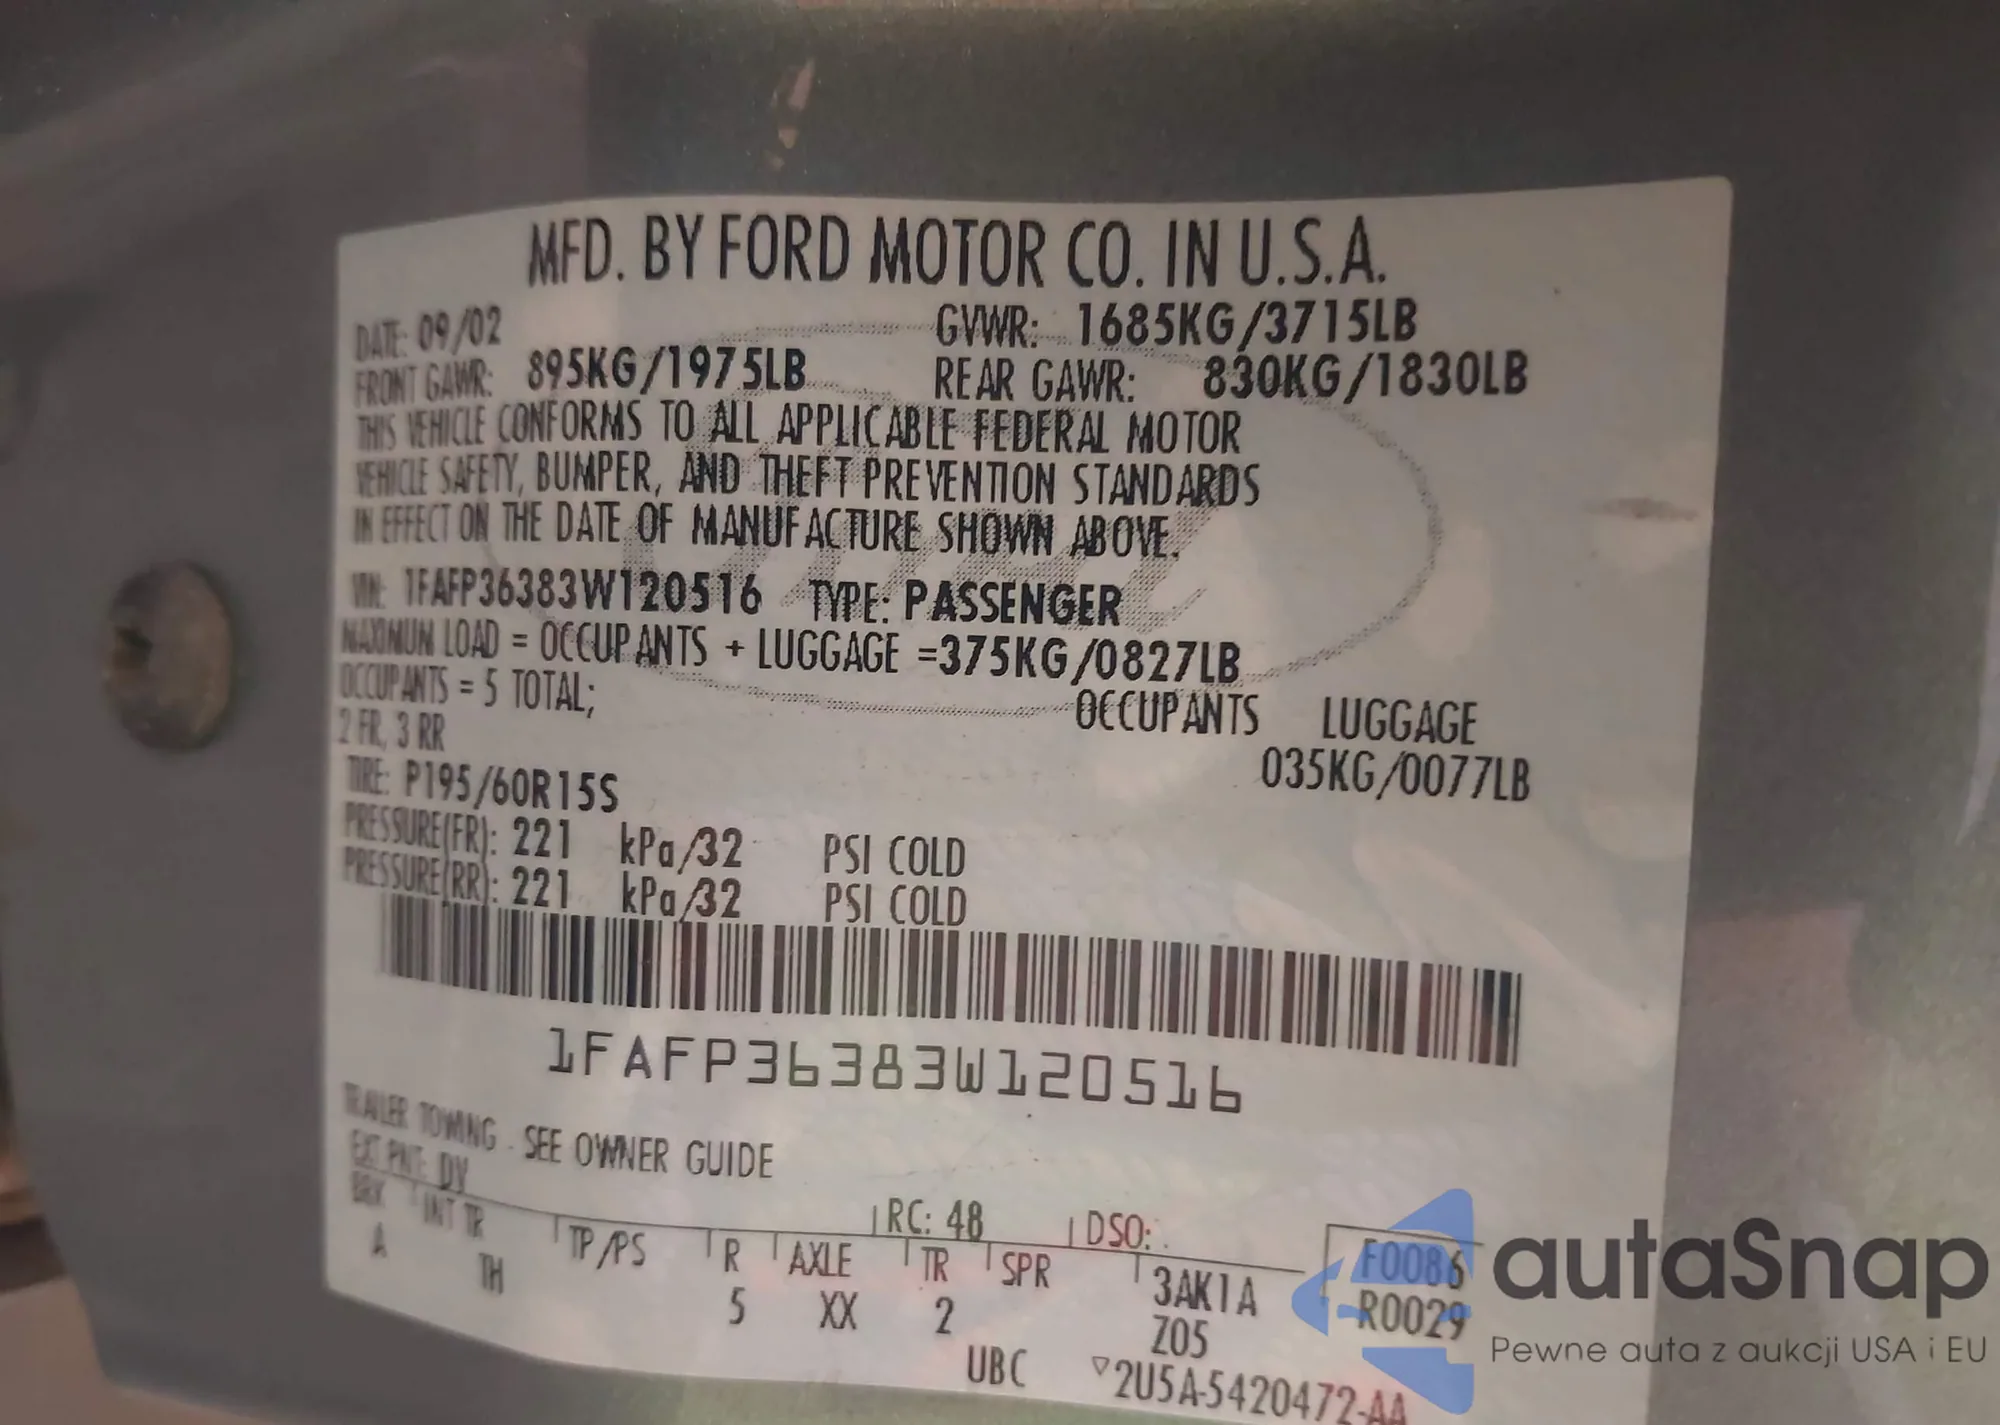 MFD. BY FORD MOTOR CO. IN U.S.A.
DATE: 09/02 GVWR: 1685KG/3715LB
FRONT GAWR: 895KG/1975LB REAR GAWR: 830KG/1830LB
THIS VEHICLE CONFORMS TO ALL APPLICABLE FEDERAL MOTOR
VEHICLE SAFETY, BUMPER, AND THEFT PREVENTION STANDARDS
IN EFFECT ON THE DATE OF MANUFACTURE SHOWN ABOVE.
VIN: 1FAFP36383W120516 TYPE: PASSENGER
MAXIMUN LOAD = OCCUPANTS + LUGGAGE =375KG/0827LB
OCCUPANTS = 5 TOTAL; OCCUPANTS LUGGAGE
2 FR, 3 RR 035KG/0077LB
TIRE: P195/60R15S
PRESSURE(FR): 221 kPa/32 PSI COLD
PRESSURE(RR): 221 kPa/32 PSI COLD
1FAFP36383W120516
TRAILER TOWING - SEE OWNER GUIDE
EXT PNT: DV RC: 48 DSO:
BRK INT TR TP/PS R AXLE TR SPR 3AK1A F0086
A TH 5 XX 2 Z05 R0029
UBC ▽2U5A-5420472-AA
autaSnap
Pewne auta z aukcji USA i EU